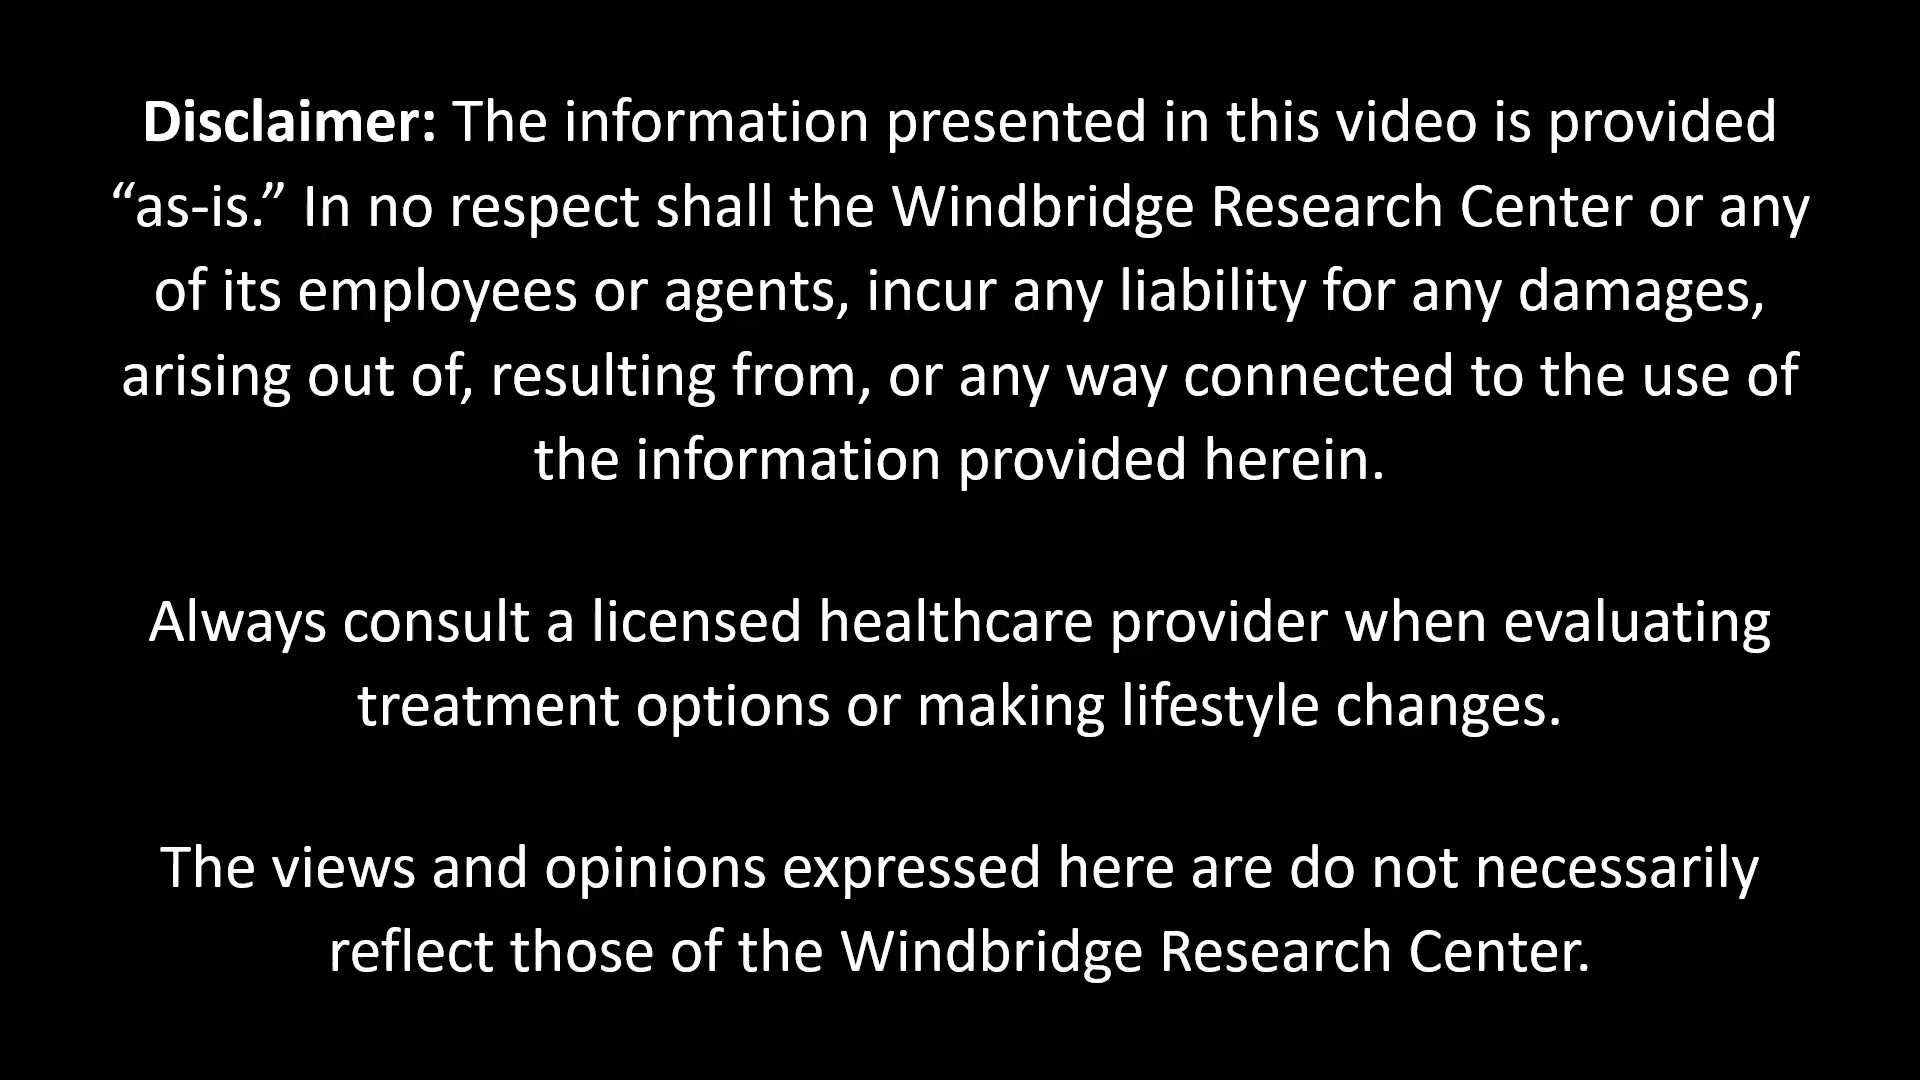 Disclaimer: The information presented in this video is provided
“as-is.” In no respect shall the Windbridge Research Center or any
of its employees or agents, incur any liability for any damages,
arising out of, resulting from, or any way connected to the use of
the information provided herein.
Always consult a licensed healthcare provider when evaluating
treatment options or making lifestyle changes.
The views and opinions expressed here are do not necessarily
reflect those of the Windbridge Research Center.